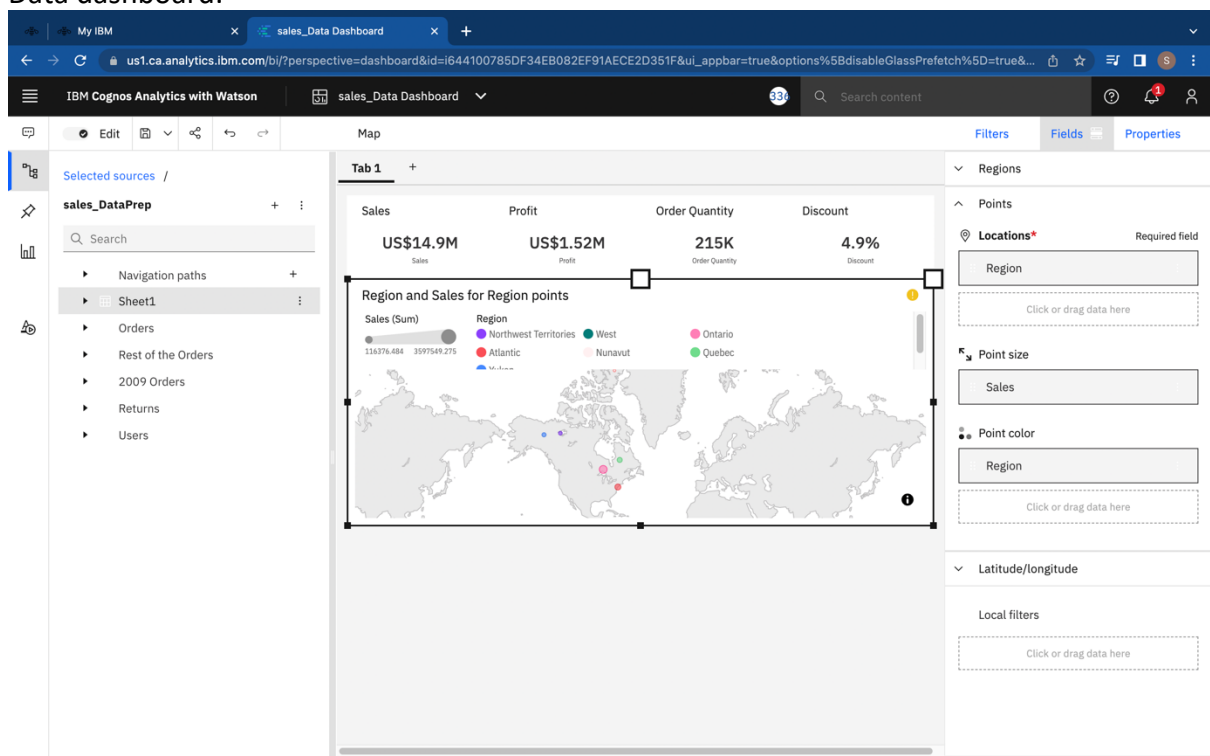 Data dashboard.
My IBM
sales_Data Dashboard
us1.ca.analytics.ibm.com/bi/?perspective=dashboard&id=i644100785DF34EB082EF91AECE2D351F&ui_appbar=true&options%5BdisableGlassPrefetch%5D=true&...
S
IBM Cognos Analytics with Watson
sales_Data Dashboard
336
Search content
1
Edit
Map
Filters
Fields
Properties
Selected sources /
sales_DataPrep
Search
Navigation paths
Sheet1
Orders
Rest of the Orders
2009 Orders
Returns
Users
Tab 1
Sales
Profit
Order Quantity
Discount
US$14.9M
US$1.52M
215K
4.9%
Sales
Profit
Order Quantity
Discount
Region and Sales for Region points
Sales (Sum)
Region
116376.484 3597549.275
Northwest Territories
West
Ontario
Atlantic
Nunavut
Quebec
Yukon
Regions
Points
Locations*
Required field
Region
Click or drag data here
Point size
Sales
Point color
Region
Click or drag data here
Latitude/longitude
Local filters
Click or drag data here